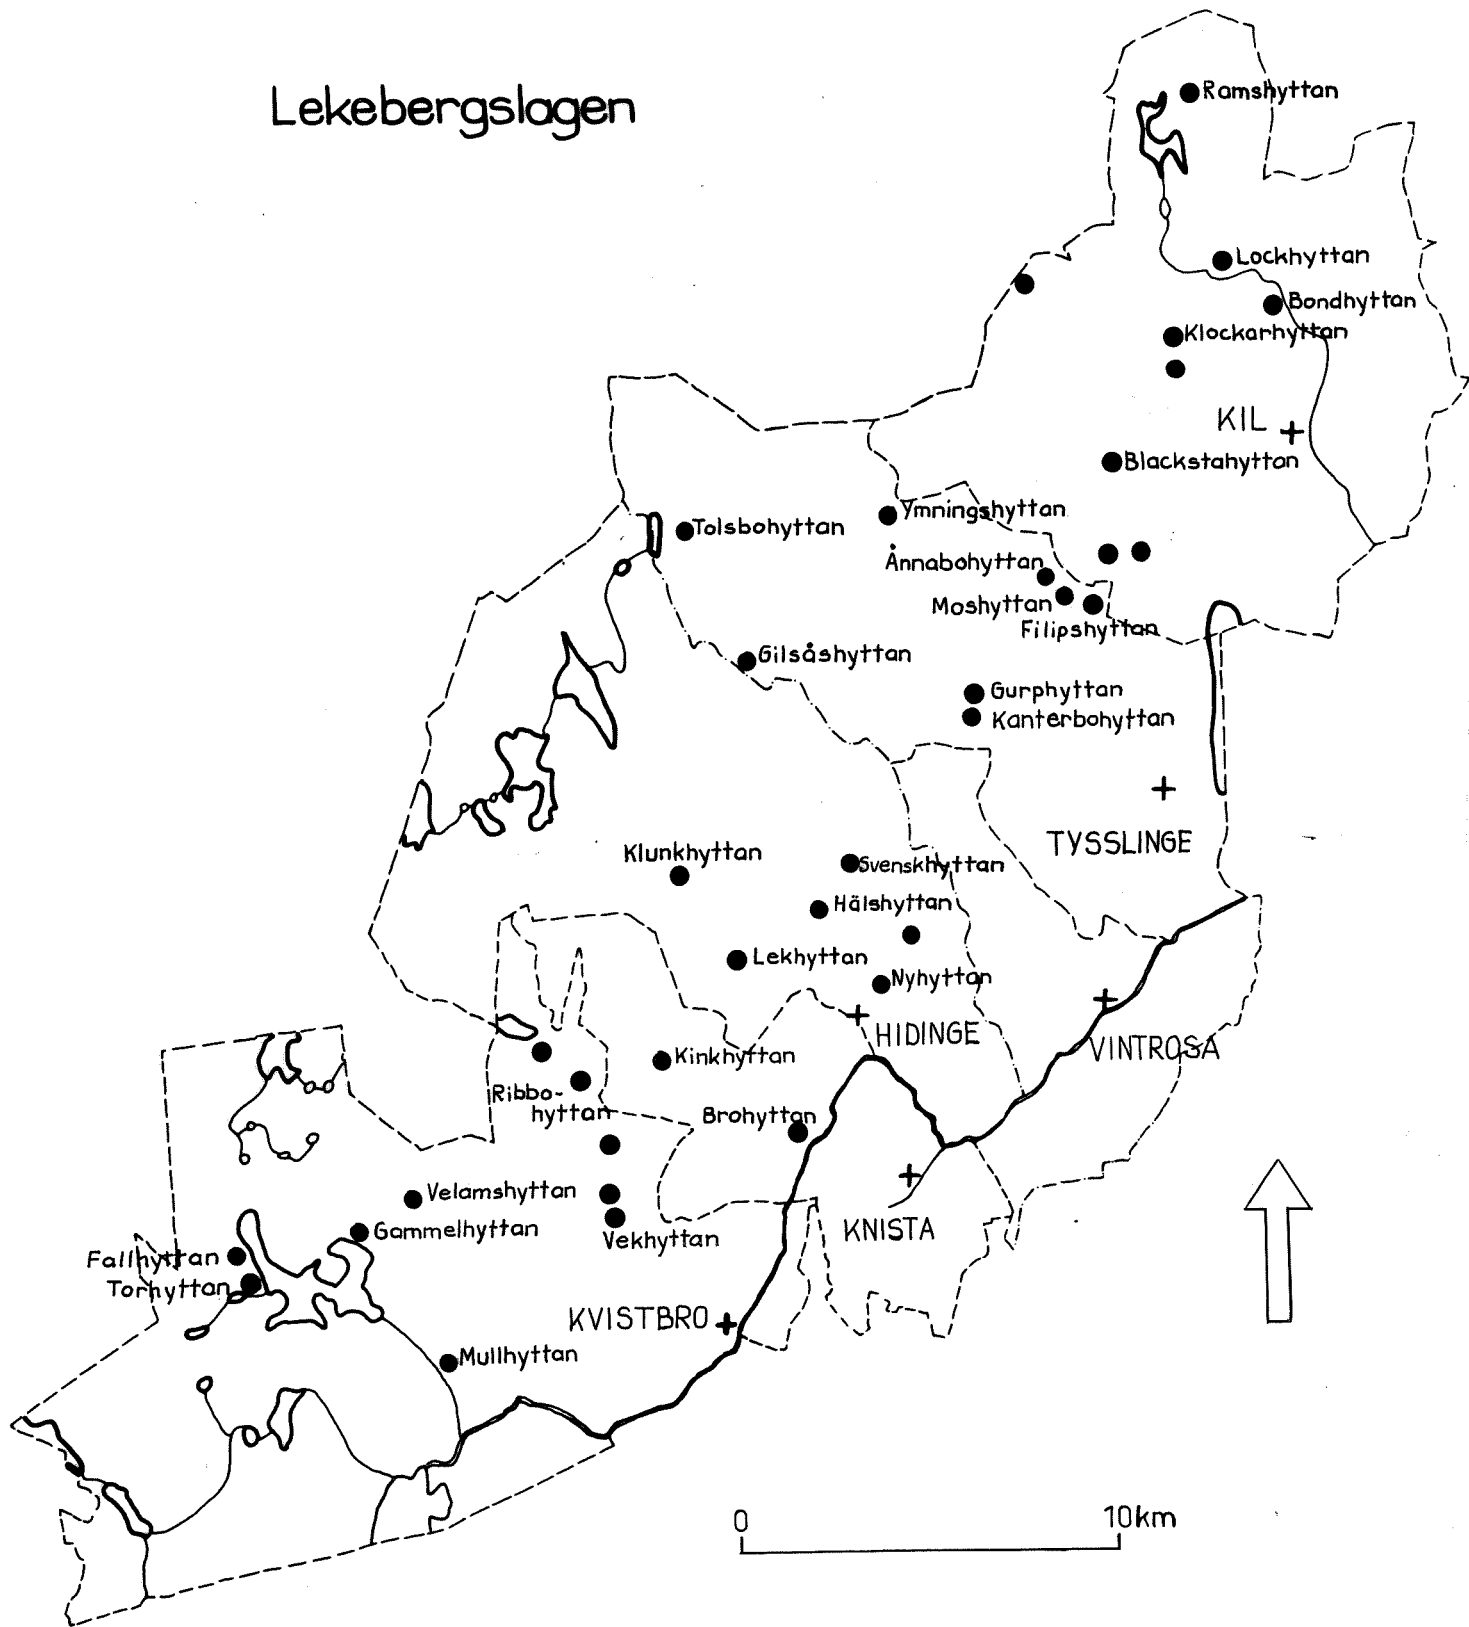 Lekebergslagen
Ramshyttan
Lockhyttan
Bondhyttan
Klockarhyttan
KIL
Blackstahyttan
Ymningshyttan
Tolsbohyttan
Ånnabohyttan
Moshyttan
Filipshyttan
Gilsåshyttan
Gurphyttan
Kanterbohyttan
TYSSLINGE
Klunkhyttan
Svenskhyttan
Hälshyttan
Lekhyttan
Nyhyttan
HIDINGE
VINTROSA
Kinkhyttan
Ribbo-
hyttan
Brohyttan
Velamshyttan
Gammelhyttan
KNISTA
Vekhyttan
Fallhyttan
Torhyttan
KVISTBRO
Mullhyttan
0
10km